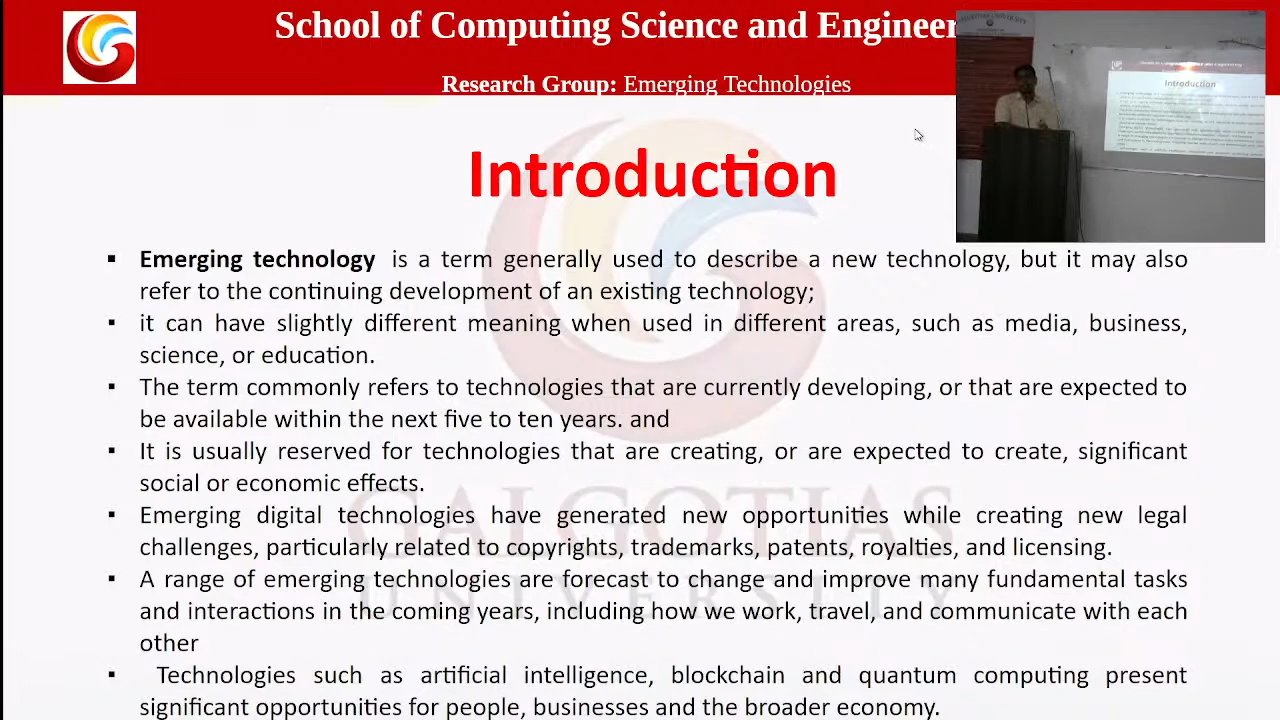 School of Computing Science and Engineer
Research Group: Emerging Technologies
Introduction
Introduction
▪ Emerging technology is a term generally used to describe a new technology, but it may also
refer to the continuing development of an existing technology;
▪ it can have slightly different meaning when used in different areas, such as media, business,
science, or education.
▪ The term commonly refers to technologies that are currently developing, or that are expected to
be available within the next five to ten years. and
▪ It is usually reserved for technologies that are creating, or are expected to create, significant
social or economic effects.
▪ Emerging digital technologies have generated new opportunities while creating new legal
challenges, particularly related to copyrights, trademarks, patents, royalties, and licensing.
▪ A range of emerging technologies are forecast to change and improve many fundamental tasks
and interactions in the coming years, including how we work, travel, and communicate with each
other
▪ Technologies such as artificial intelligence, blockchain and quantum computing present
significant opportunities for people, businesses and the broader economy.
GALGOTIAS
UNIVERSITY